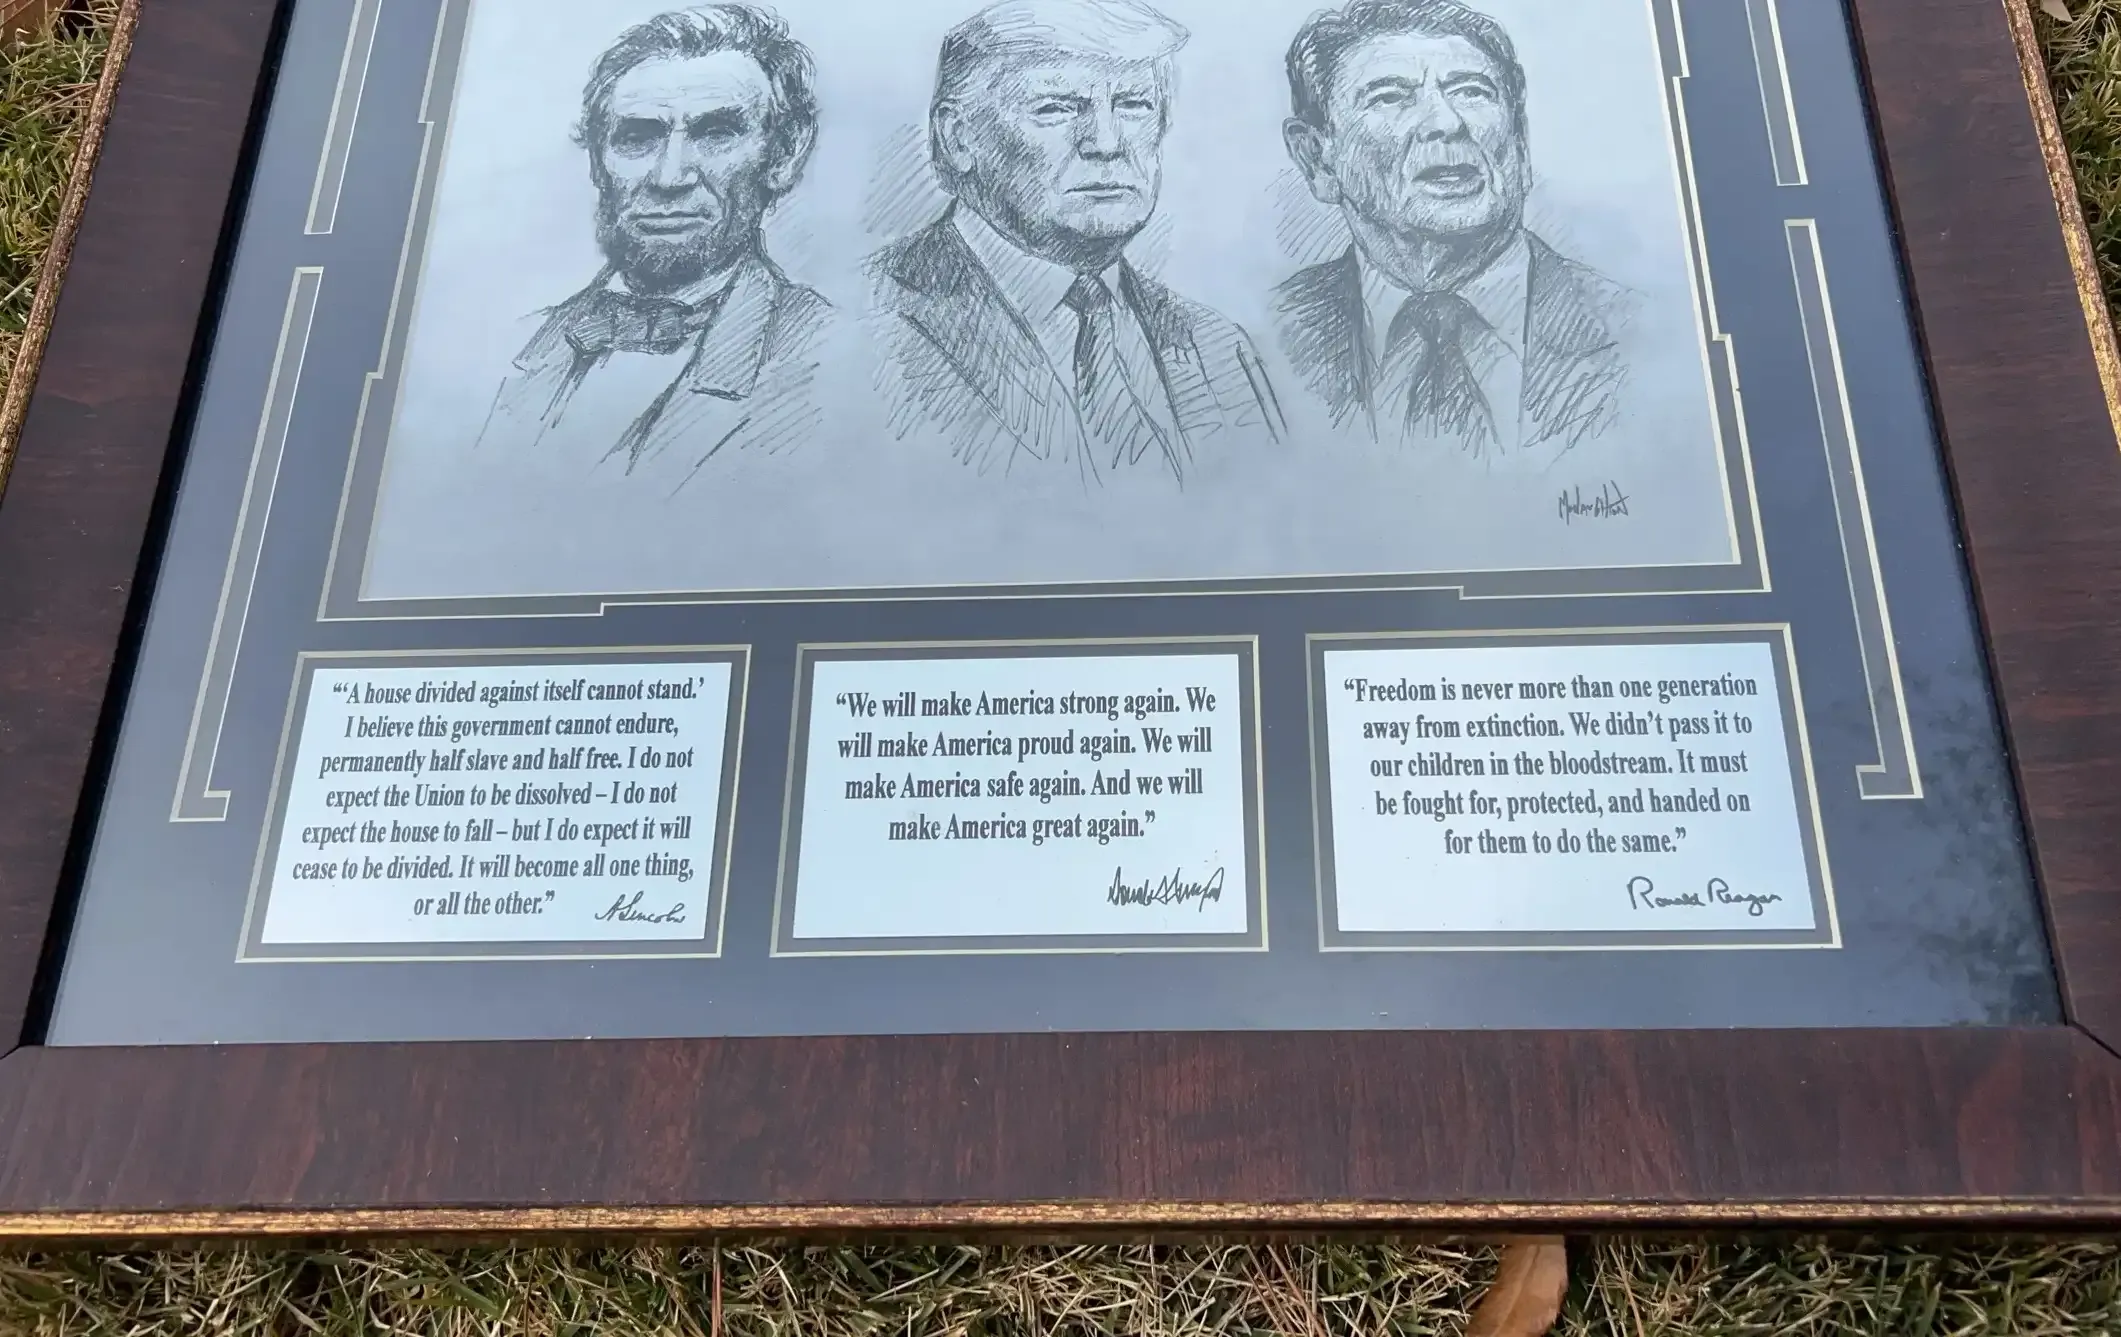 “‘A house divided against itself cannot stand.’
I believe this government cannot endure,
permanently half slave and half free. I do not
expect the Union to be dissolved – I do not
expect the house to fall – but I do expect it will
cease to be divided. It will become all one thing,
or all the other.”
A. Lincoln
“We will make America strong again. We
will make America proud again. We will
make America safe again. And we will
make America great again.”
Donald Trump
“Freedom is never more than one generation
away from extinction. We didn’t pass it to
our children in the bloodstream. It must
be fought for, protected, and handed on
for them to do the same.”
Ronald Reagan